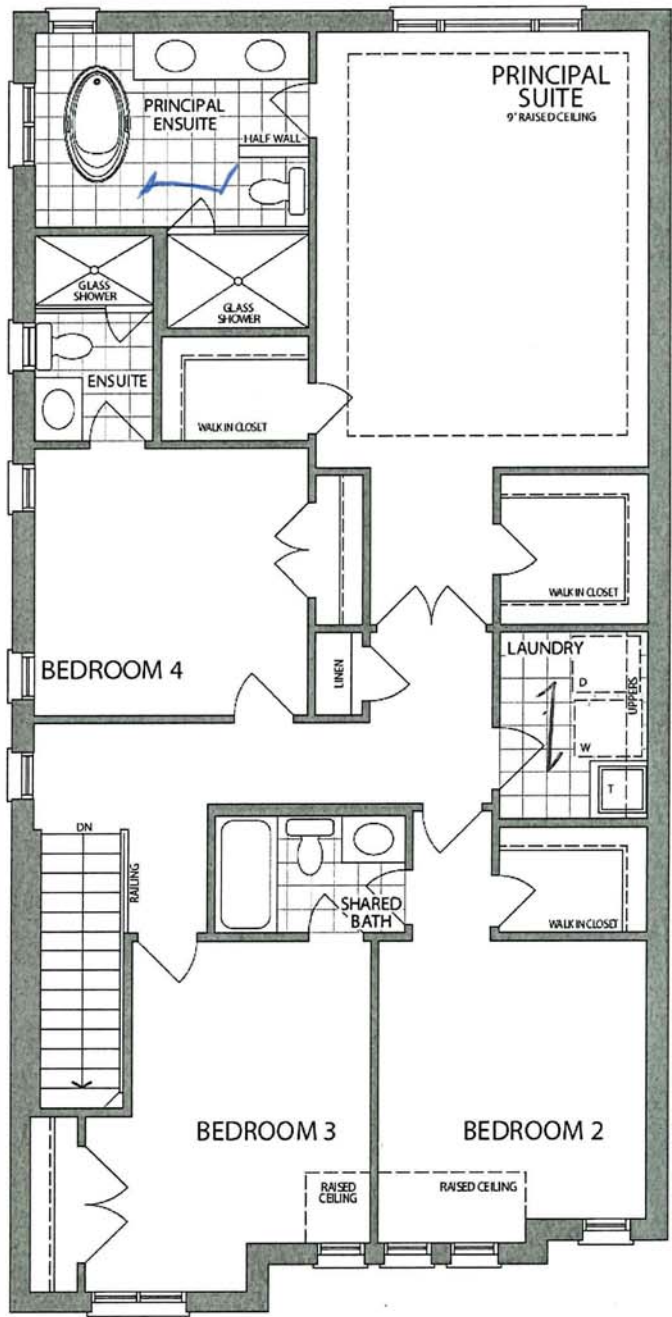 PRINCIPAL
SUITE
9' RAISED CEILING
PRINCIPAL
ENSUITE
HALF WALL
GLASS
SHOWER
GLASS
SHOWER
ENSUITE
WALK IN CLOSET
WALK IN CLOSET
BEDROOM 4
LINEN
LAUNDRY
D
UPPERS
W
T
DN
RAILING
SHARED
BATH
WALK IN CLOSET
BEDROOM 3
BEDROOM 2
RAISED
CEILING
RAISED CEILING